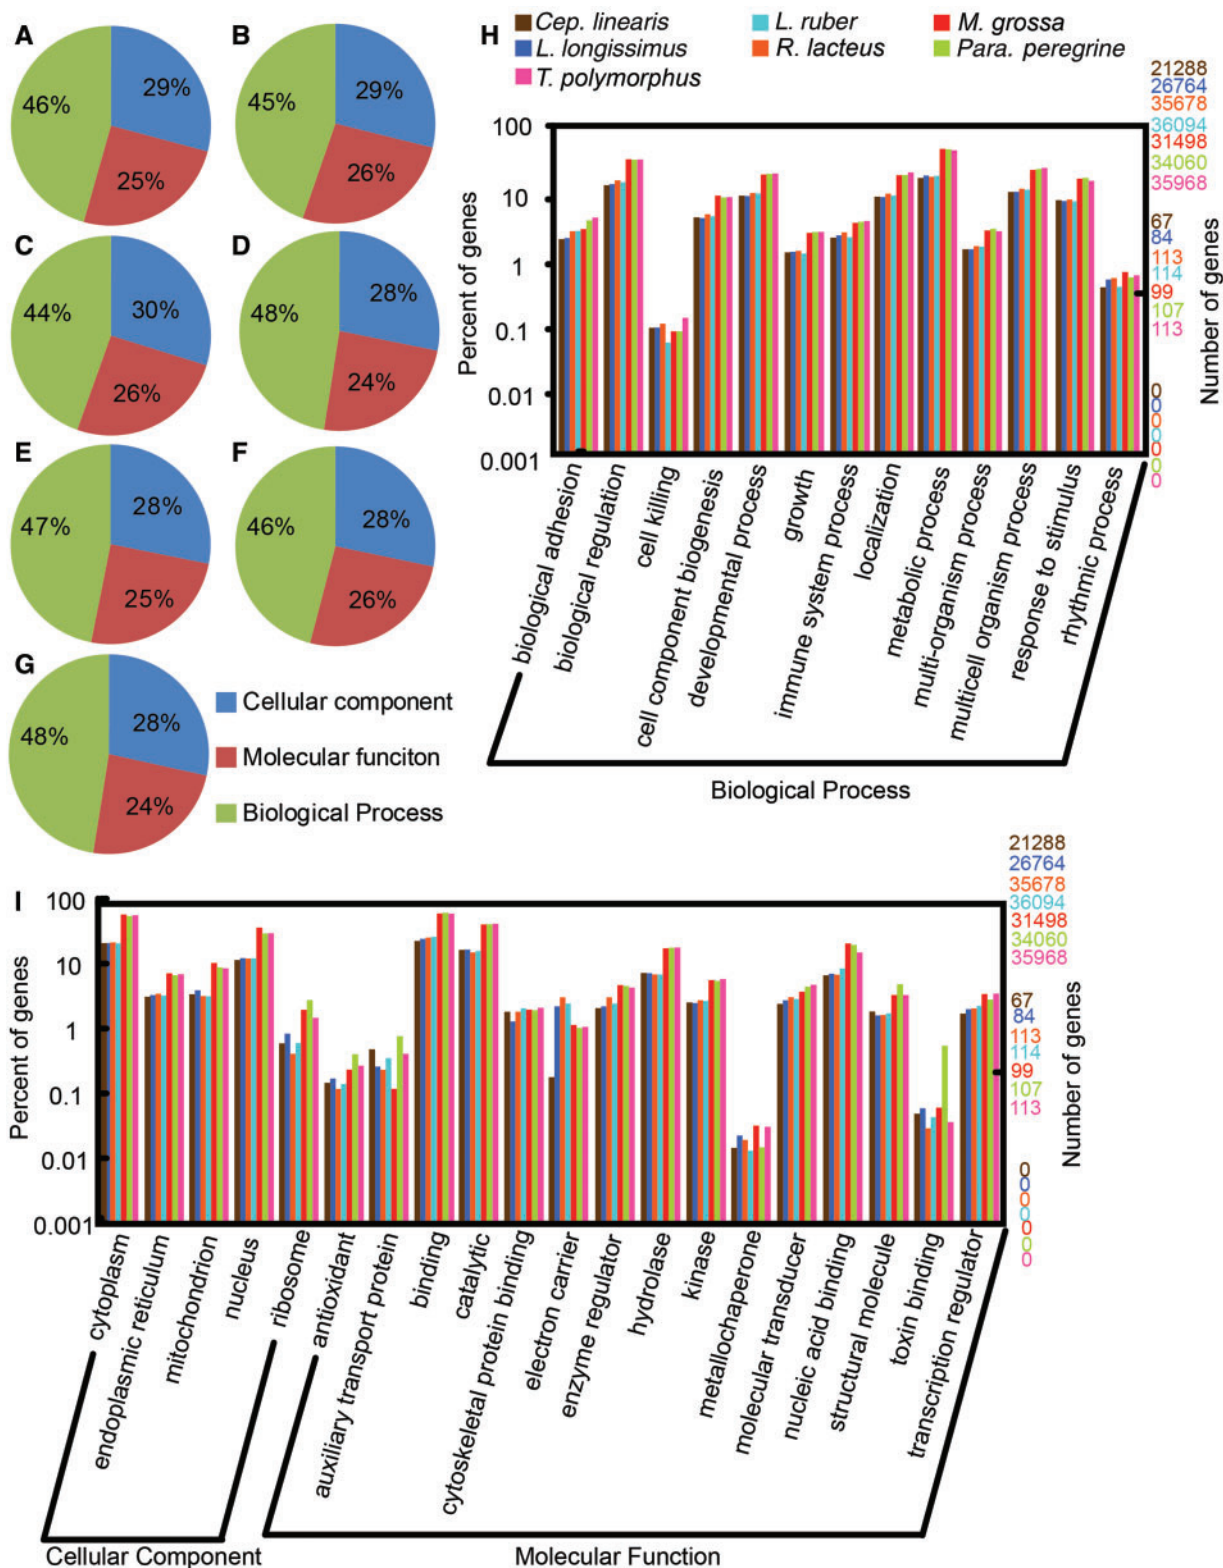 A
46%
29%
25%
B
45%
29%
26%
C
44%
30%
26%
D
48%
28%
24%
E
47%
28%
25%
F
46%
28%
26%
G
48%
28%
24%
Cellular component
Molecular funciton
Biological Process
H
Cep. linearis
L. ruber
M. grossa
L. longissimus
R. lacteus
Para. peregrine
T. polymorphus
Percent of genes
100
10
1
0.1
0.01
0.001
21288
26764
35678
36094
31498
34060
35968
67
84
113
114
99
107
113
0
0
0
0
0
0
0
Number of genes
biological adhesion
biological regulation
cell killing
cell component biogenesis
developmental process
growth
immune system process
localization
metabolic process
multi-organism process
multicell organism process
response to stimulus
rhythmic process
Biological Process
I
Percent of genes
100
10
1
0.1
0.01
0.001
21288
26764
35678
36094
31498
34060
35968
67
84
113
114
99
107
113
0
0
0
0
0
0
0
Number of genes
cytoplasm
endoplasmic reticulum
mitochondrion
nucleus
ribosome
antioxidant
auxiliary transport protein
binding
catalytic
cytoskeletal protein binding
electron carrier
enzyme regulator
hydrolase
kinase
metallochaperone
molecular transducer
nucleic acid binding
structural molecule
toxin binding
transcription regulator
Cellular Component
Molecular Function